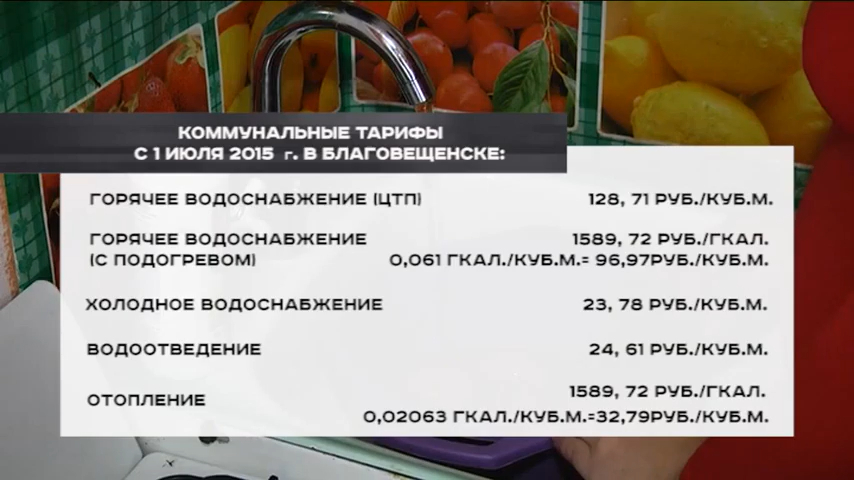 КОММУНАЛЬНЫЕ ТАРИФЫ
С 1 ИЮЛЯ 2015 г. В БЛАГОВЕЩЕНСКЕ:
ГОРЯЧЕЕ ВОДОСНАБЖЕНИЕ (ЦТП) 128, 71 РУБ./КУБ.М.
ГОРЯЧЕЕ ВОДОСНАБЖЕНИЕ 1589, 72 РУБ./ГКАЛ.
(С ПОДОГРЕВОМ) 0,061 ГКАЛ./КУБ.М.= 96,97РУБ./КУБ.М.
ХОЛОДНОЕ ВОДОСНАБЖЕНИЕ 23, 78 РУБ./КУБ.М.
ВОДООТВЕДЕНИЕ 24, 61 РУБ./КУБ.М.
ОТОПЛЕНИЕ 1589, 72 РУБ./ГКАЛ.
0,02063 ГКАЛ./КУБ.М.=32,79РУБ./КУБ.М.